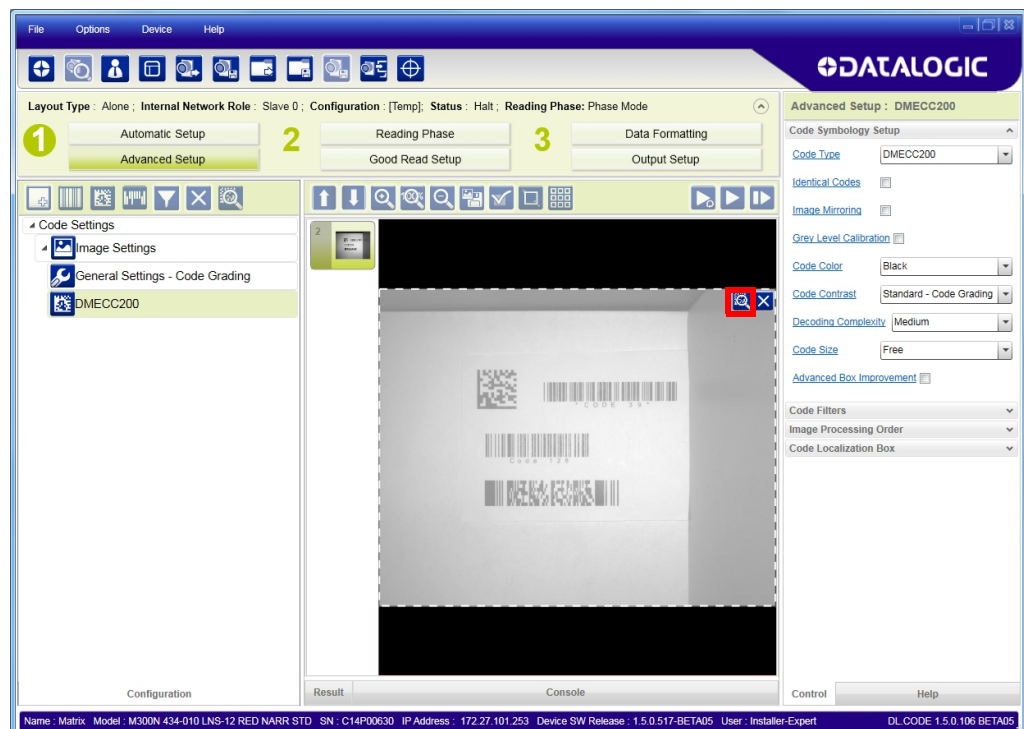 File Options Device Help
DATALOGIC
Layout Type : Alone ; Internal Network Role : Slave 0 ; Configuration : [Temp]; Status : Halt ; Reading Phase: Phase Mode
1 Automatic Setup 2 Reading Phase 3 Data Formatting
Advanced Setup Good Read Setup Output Setup
Code Settings
Image Settings
General Settings - Code Grading
DMECC200
100%
2
*CODE 39*
Code 128
Configuration
Result Console
Advanced Setup : DMECC200
Code Symbology Setup
Code Type DMECC200
Identical Codes
Image Mirroring
Grey Level Calibration
Code Color Black
Code Contrast Standard - Code Grading
Decoding Complexity Medium
Code Size Free
Advanced Box Improvement
Code Filters
Image Processing Order
Code Localization Box
Control Help
Name : Matrix Model : M300N 434-010 LNS-12 RED NARR STD SN : C14P00630 IP Address : 172.27.101.253 Device SW Release : 1.5.0.517-BETA05 User : Installer-Expert DL.CODE 1.5.0.106 BETA05